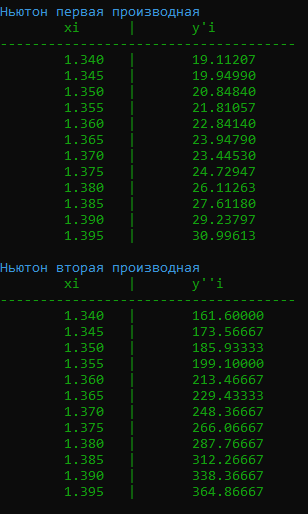 Ньютон первая производная
xi | y'i
-------------------------------------
1.340 | 19.11207
1.345 | 19.94990
1.350 | 20.84840
1.355 | 21.81057
1.360 | 22.84140
1.365 | 23.94790
1.370 | 23.44530
1.375 | 24.72947
1.380 | 26.11263
1.385 | 27.61180
1.390 | 29.23797
1.395 | 30.99613
Ньютон вторая производная
xi | y''i
-------------------------------------
1.340 | 161.60000
1.345 | 173.56667
1.350 | 185.93333
1.355 | 199.10000
1.360 | 213.46667
1.365 | 229.43333
1.370 | 248.36667
1.375 | 266.06667
1.380 | 287.76667
1.385 | 312.26667
1.390 | 338.36667
1.395 | 364.86667